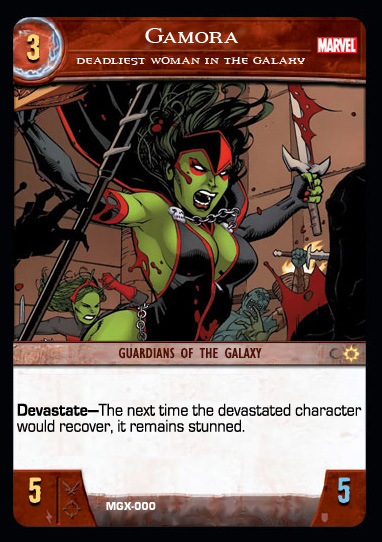 3
GAMORA
DEADLIEST WOMAN IN THE GALAXY
MARVEL
GUARDIANS OF THE GALAXY
C
Devastate—The next time the devastated character
would recover, it remains stunned.
5
MGX-000
5